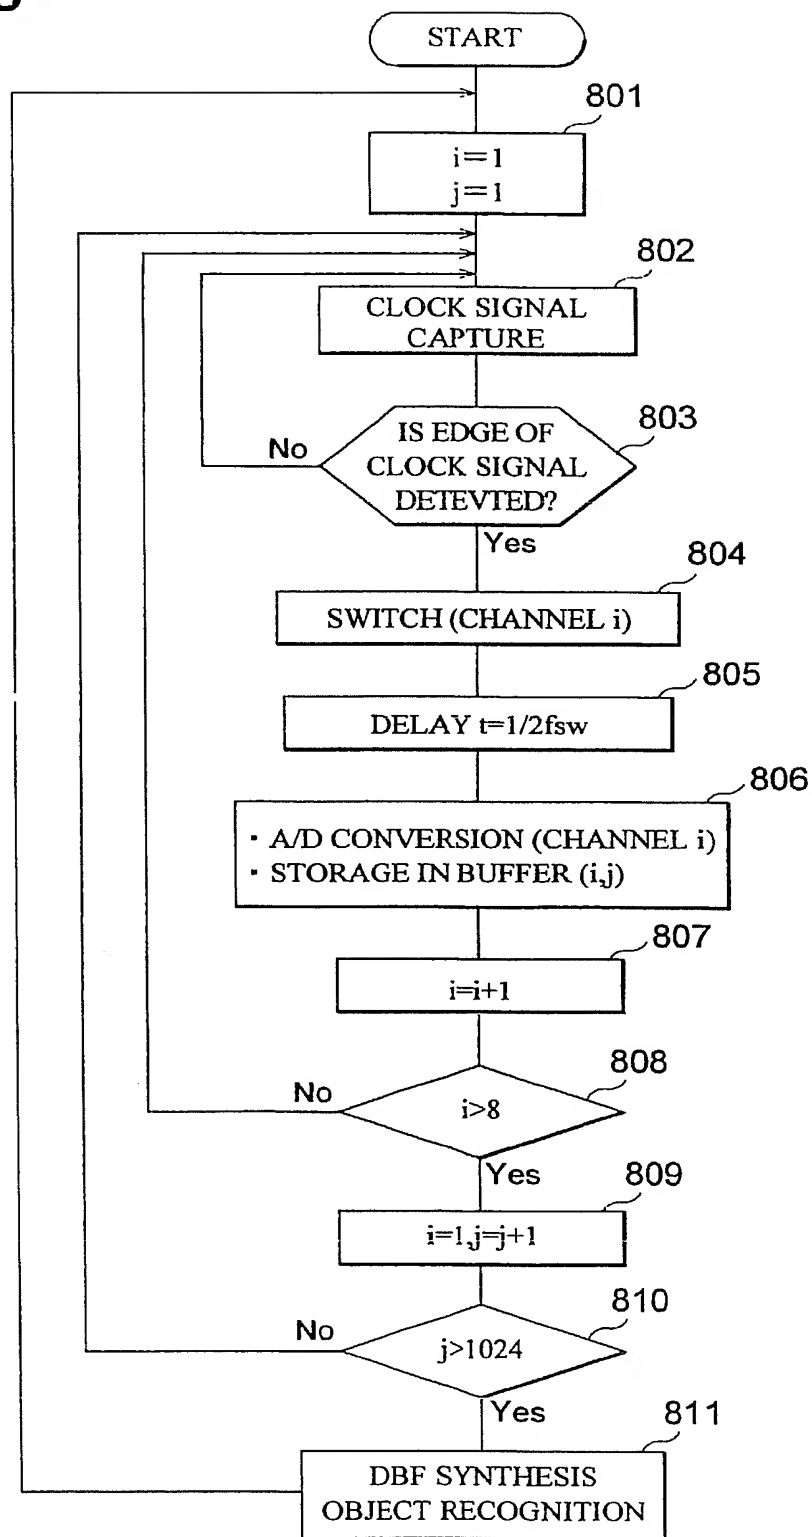 START
801
i=1
j=1
802
CLOCK SIGNAL
CAPTURE
803
IS EDGE OF
CLOCK SIGNAL
DETEVTED?
No
Yes
804
SWITCH (CHANNEL i)
805
DELAY t=1/2fsw
806
· A/D CONVERSION (CHANNEL i)
· STORAGE IN BUFFER (i,j)
807
i=i+1
808
No
i>8
Yes
809
i=1,j=j+1
810
No
j>1024
Yes
811
DBF SYNTHESIS
OBJECT RECOGNITION